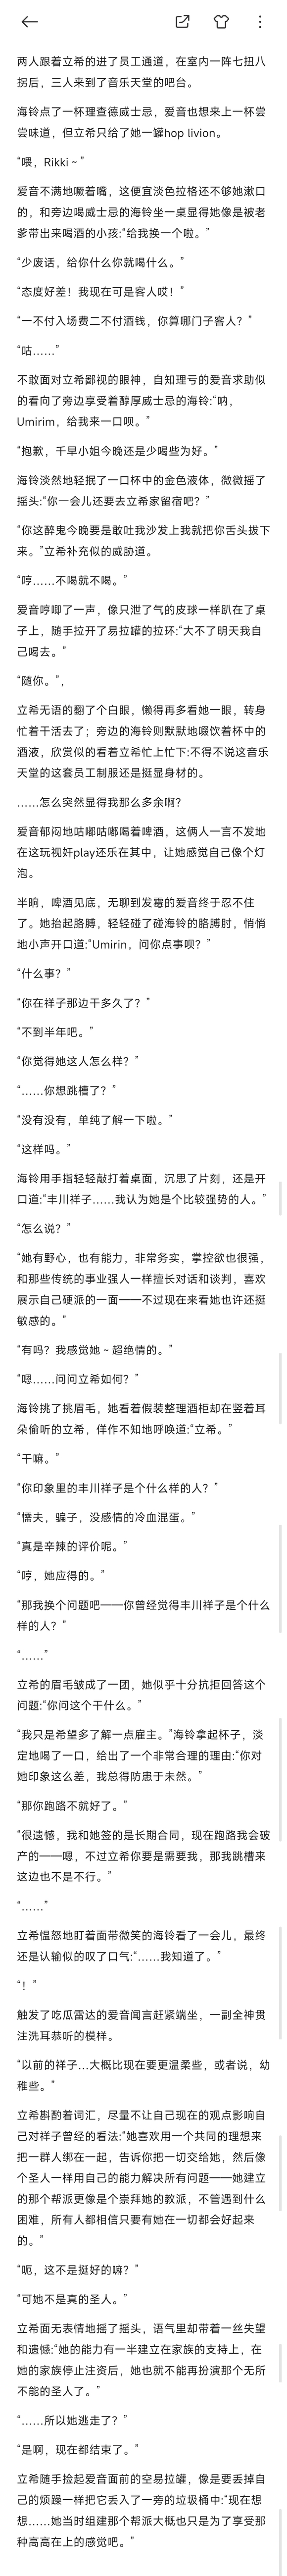 两人跟着立希的进了员工通道，在室内一阵七扭八
拐后，三人来到了音乐天堂的吧台。
海铃点了一杯理查德威士忌，爱音也想来上一杯尝
尝味道，但立希只给了她一罐hop livion。
“喂，Rikki ~ ”
爱音不满地噘着嘴，这便宜淡色拉格还不够她漱口
的，和旁边喝威士忌的海铃坐一桌显得她像是被老
爹带出来喝酒的小孩:“给我换一个啦。”
“少废话，给你什么你就喝什么。”
“态度好差！我现在可是客人哎！”
“一不付入场费二不付酒钱，你算哪门子客人？”
“咕……”
不敢面对立希鄙视的眼神，自知理亏的爱音求助似
的看向了旁边享受着醇厚威士忌的海铃:“呐，
Umirim，给我来一口呗。”
“抱歉，千早小姐今晚还是少喝些为好。”
海铃淡然地轻抿了一口杯中的金色液体，微微摇了
摇头:“你一会儿还要去立希家留宿吧？”
“你这醉鬼今晚要是敢吐我沙发上我就把你舌头拔下
来。”立希补充似的威胁道。
“哼……不喝就不喝。”
爱音哼唧了一声，像只泄了气的皮球一样趴在了桌
子上，随手拉开了易拉罐的拉环:“大不了明天我自
己喝去。”
“随你。”，
立希无语的翻了个白眼，懒得再多看她一眼，转身
忙着干活去了；旁边的海铃则默默地啜饮着杯中的
酒液，欣赏似的看着立希忙上忙下:不得不说这音乐
天堂的这套员工制服还是挺显身材的。
……怎么突然显得我那么多余啊？
爱音郁闷地咕嘟咕嘟喝着啤酒，这俩人一言不发地
在这玩视奸play还乐在其中，让她感觉自己像个灯
泡。
半晌，啤酒见底，无聊到发霉的爱音终于忍不住
了。她抬起胳膊，轻轻碰了碰海铃的胳膊肘，悄悄
地小声开口道:“Umirin，问你点事呗？”
“什么事？”
“你在祥子那边干多久了？”
“不到半年吧。”
“你觉得她这人怎么样？”
“……你想跳槽了？”
“没有没有，单纯了解一下啦。”
“这样吗。”
海铃用手指轻轻敲打着桌面，沉思了片刻，还是开
口道:“丰川祥子……我认为她是个比较强势的人。”
“怎么说？”
“她有野心，也有能力，非常务实，掌控欲也很强，
和那些传统的事业强人一样擅长对话和谈判，喜欢
展示自己硬派的一面——不过现在来看她也许还挺
敏感的。”
“有吗？我感觉她 ~ 超绝情的。”
“嗯……问问立希如何？”
海铃挑了挑眉毛，她看着假装整理酒柜却在竖着耳
朵偷听的立希，佯作不知地呼唤道:“立希。”
“干嘛。”
“你印象里的丰川祥子是个什么样的人？”
“懦夫，骗子，没感情的冷血混蛋。”
“真是辛辣的评价呢。”
“哼，她应得的。”
“那我换个问题吧——你曾经觉得丰川祥子是个什么
样的人？”
“……”
立希的眉毛皱成了一团，她似乎十分抗拒回答这个
问题:“你问这个干什么。”
“我只是希望多了解一点雇主。”海铃拿起杯子，淡
定地喝了一口，给出了一个非常合理的理由:“你对
她印象这么差，我总得防患于未然。”
“那你跑路不就好了。”
“很遗憾，我和她签的是长期合同，现在跑路我会破
产的——嗯，不过立希你要是需要我，那我跳槽来
这边也不是不行。”
“……”
立希愠怒地盯着面带微笑的海铃看了一会儿，最终
还是认输似的叹了口气:“……我知道了。”
“！”
触发了吃瓜雷达的爱音闻言赶紧端坐，一副全神贯
注洗耳恭听的模样。
“以前的祥子…大概比现在要更温柔些，或者说，幼
稚些。”
立希斟酌着词汇，尽量不让自己现在的观点影响自
己对祥子曾经的看法:“她喜欢用一个共同的理想来
把一群人绑在一起，告诉你把一切交给她，然后像
个圣人一样用自己的能力解决所有问题——她建立
的那个帮派更像是个崇拜她的教派，不管遇到什么
困难，所有人都相信只要有她在一切都会好起来
的。”
“呃，这不是挺好的嘛？”
“可她不是真的圣人。”
立希面无表情地摇了摇头，语气里却带着一丝失望
和遗憾:“她的能力有一半建立在家族的支持上，在
她的家族停止注资后，她也就不能再扮演那个无所
不能的圣人了。”
“……所以她逃走了？”
“是啊，现在都结束了。”
立希随手捡起爱音面前的空易拉罐，像是要丢掉自
己的烦躁一样把它丢入了一旁的垃圾桶中:“现在想
想……她当时组建那个帮派大概也只是为了享受那
种高高在上的感觉吧。”